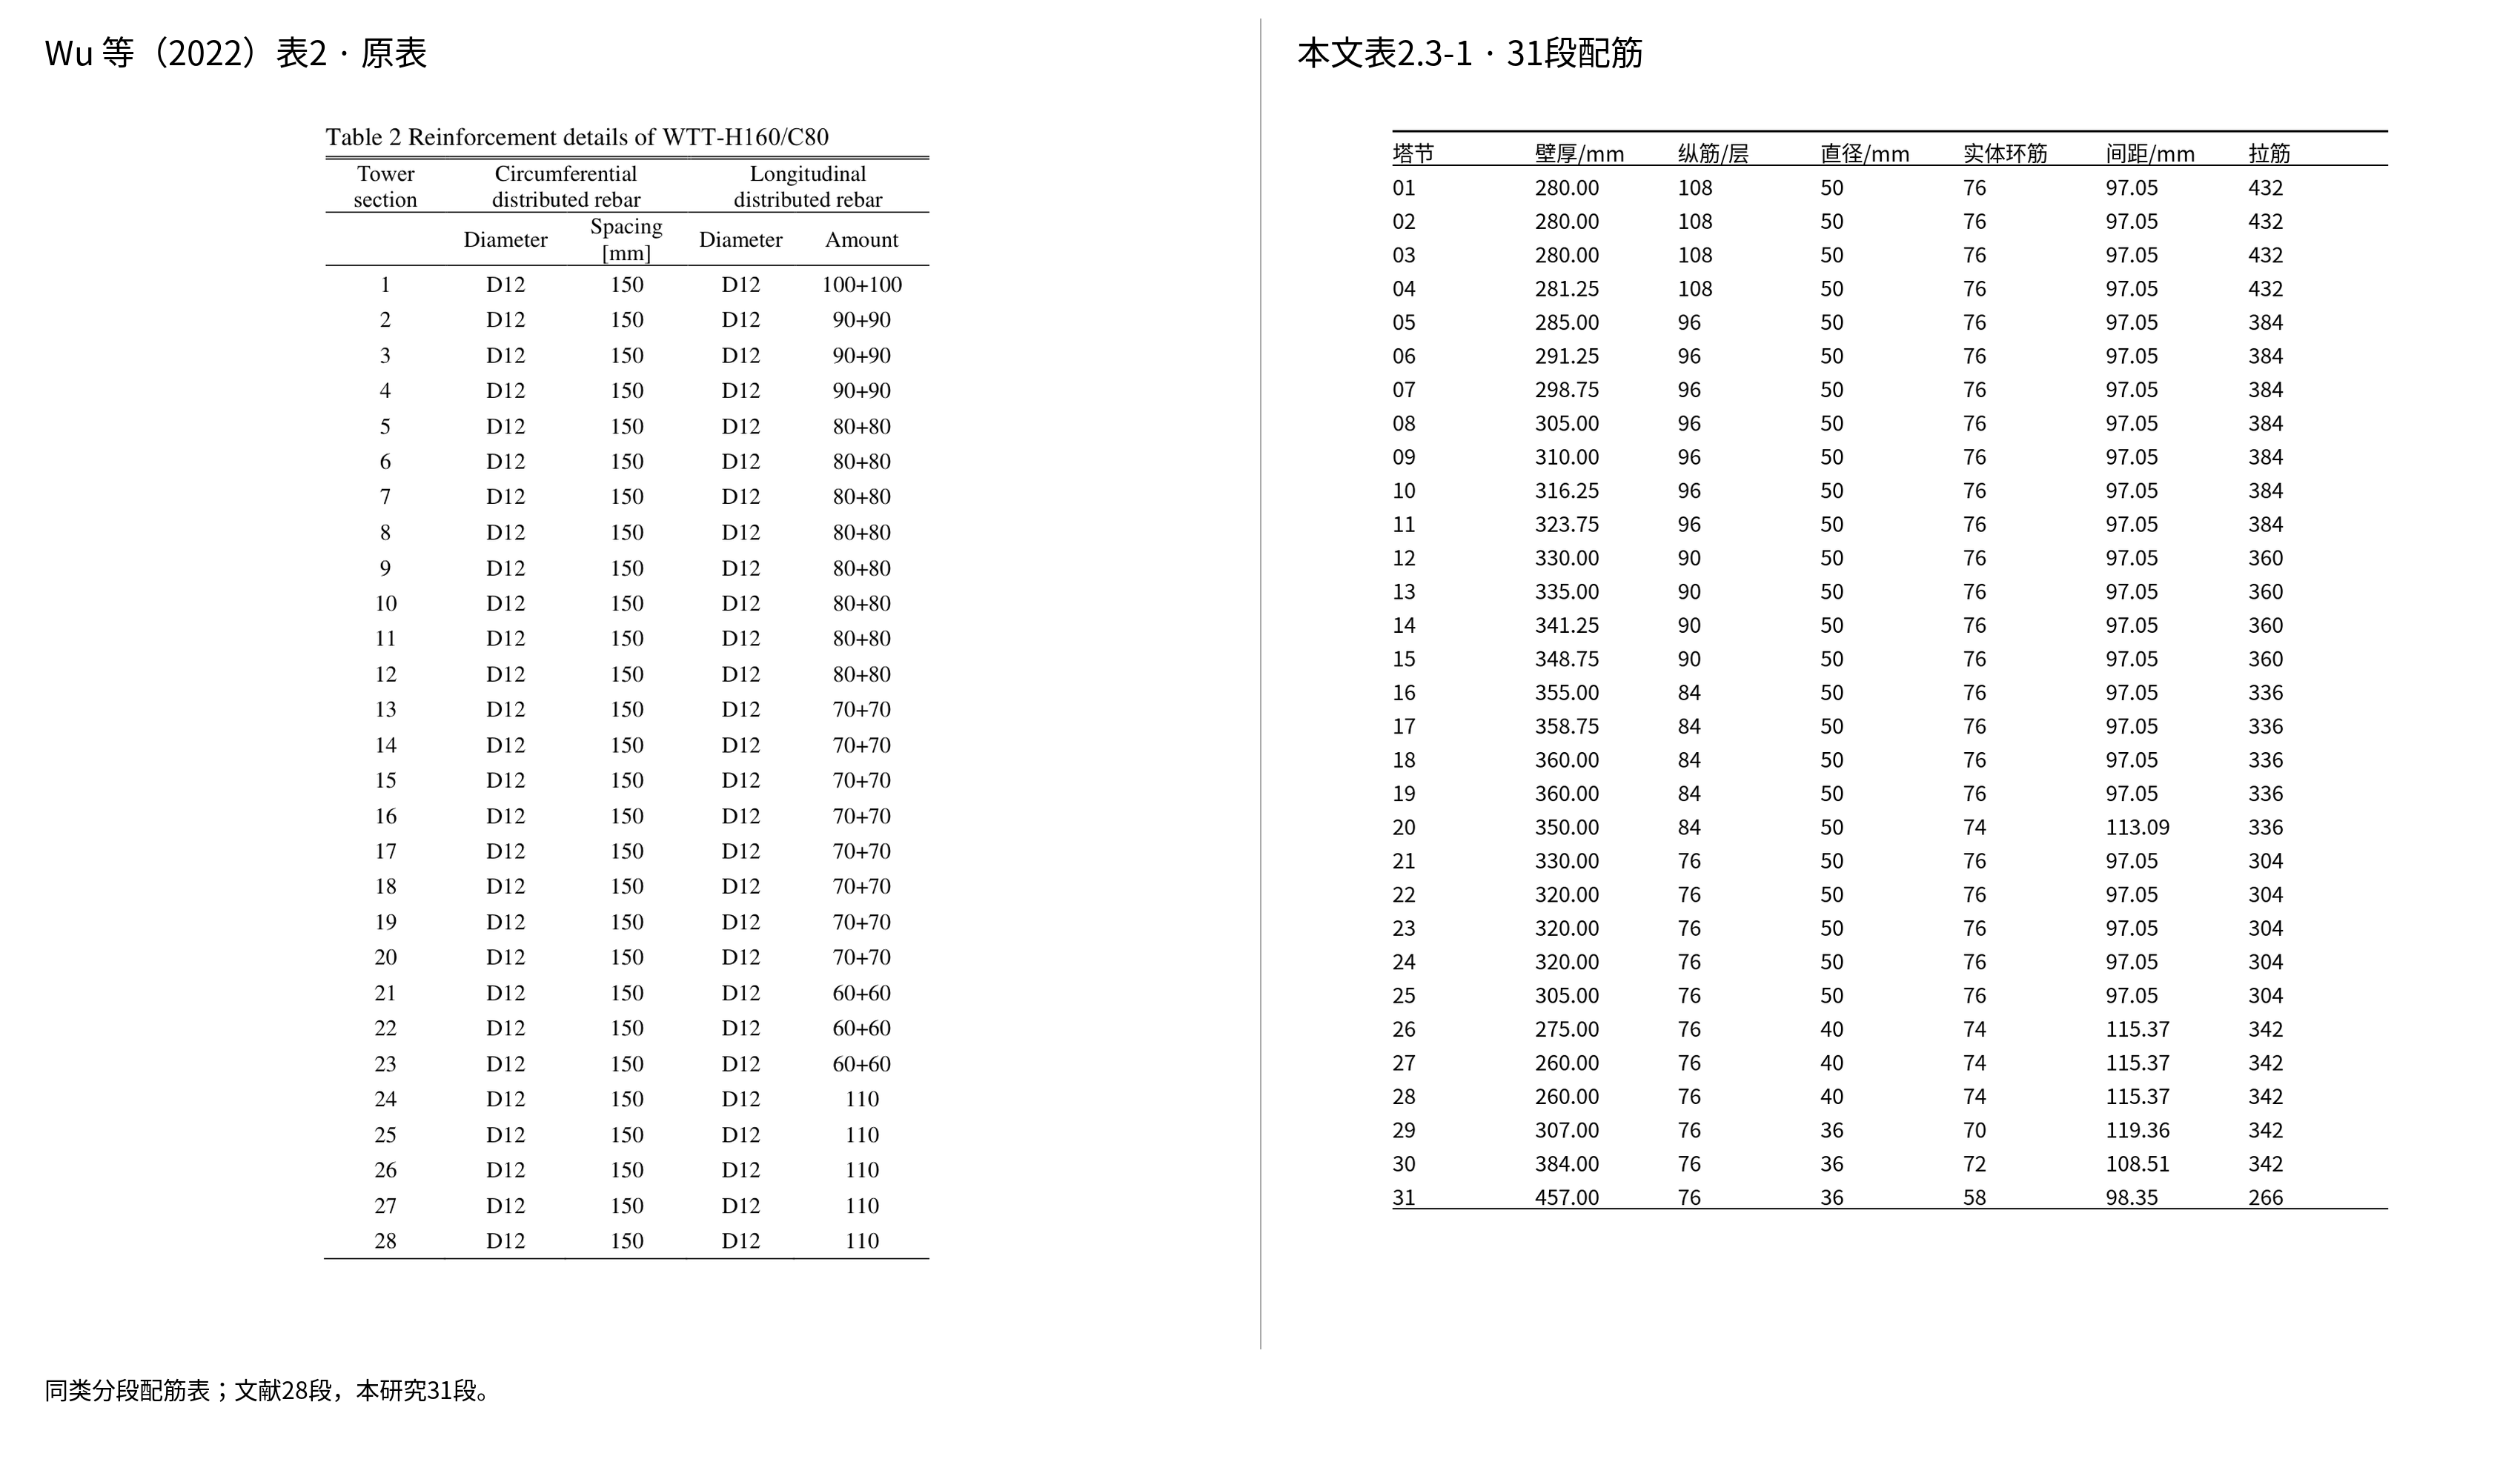 Wu 等（2022）表2 · 原表
Table 2 Reinforcement details of WTT-H160/C80
Tower section Circumferential distributed rebar Longitudinal distributed rebar
Diameter Spacing [mm] Diameter Amount
1 D12 150 D12 100+100
2 D12 150 D12 90+90
3 D12 150 D12 90+90
4 D12 150 D12 90+90
5 D12 150 D12 80+80
6 D12 150 D12 80+80
7 D12 150 D12 80+80
8 D12 150 D12 80+80
9 D12 150 D12 80+80
10 D12 150 D12 80+80
11 D12 150 D12 80+80
12 D12 150 D12 80+80
13 D12 150 D12 70+70
14 D12 150 D12 70+70
15 D12 150 D12 70+70
16 D12 150 D12 70+70
17 D12 150 D12 70+70
18 D12 150 D12 70+70
19 D12 150 D12 70+70
20 D12 150 D12 70+70
21 D12 150 D12 60+60
22 D12 150 D12 60+60
23 D12 150 D12 60+60
24 D12 150 D12 110
25 D12 150 D12 110
26 D12 150 D12 110
27 D12 150 D12 110
28 D12 150 D12 110
本文表2.3-1 · 31段配筋
塔节 壁厚/mm 纵筋/层 直径/mm 实体环筋 间距/mm 拉筋
01 280.00 108 50 76 97.05 432
02 280.00 108 50 76 97.05 432
03 280.00 108 50 76 97.05 432
04 281.25 108 50 76 97.05 432
05 285.00 96 50 76 97.05 384
06 291.25 96 50 76 97.05 384
07 298.75 96 50 76 97.05 384
08 305.00 96 50 76 97.05 384
09 310.00 96 50 76 97.05 384
10 316.25 96 50 76 97.05 384
11 323.75 96 50 76 97.05 384
12 330.00 90 50 76 97.05 360
13 335.00 90 50 76 97.05 360
14 341.25 90 50 76 97.05 360
15 348.75 90 50 76 97.05 360
16 355.00 84 50 76 97.05 336
17 358.75 84 50 76 97.05 336
18 360.00 84 50 76 97.05 336
19 360.00 84 50 76 97.05 336
20 350.00 84 50 74 113.09 336
21 330.00 76 50 76 97.05 304
22 320.00 76 50 76 97.05 304
23 320.00 76 50 76 97.05 304
24 320.00 76 50 76 97.05 304
25 305.00 76 50 76 97.05 304
26 275.00 76 40 74 115.37 342
27 260.00 76 40 74 115.37 342
28 260.00 76 40 74 115.37 342
29 307.00 76 36 70 119.36 342
30 384.00 76 36 72 108.51 342
31 457.00 76 36 58 98.35 266
同类分段配筋表；文献28段，本研究31段。